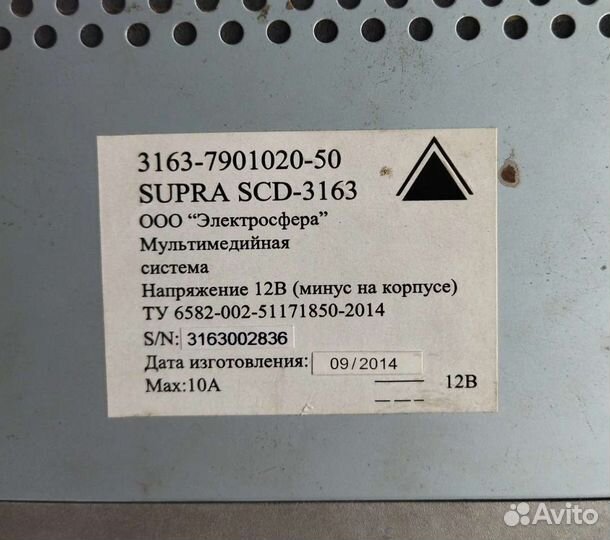 3163-7901020-50
SUPRA SCD-3163
ООО "Электросфера"
Мультимедийная
система
Напряжение 12В (минус на корпусе)
ТУ 6582-002-51171850-2014
S/N: 3163002836
Дата изготовления: 09/2014
Max:10A 12В
Avito